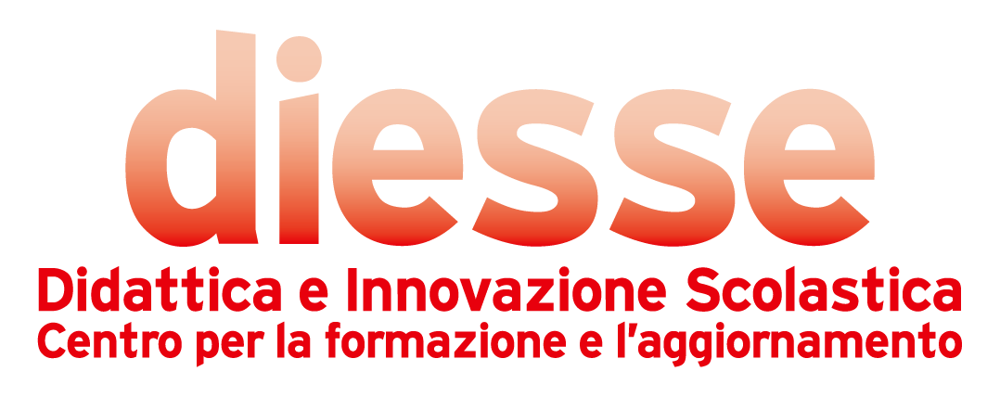 diesse
Didattica e Innovazione Scolastica
Centro per la formazione e l'aggiornamento